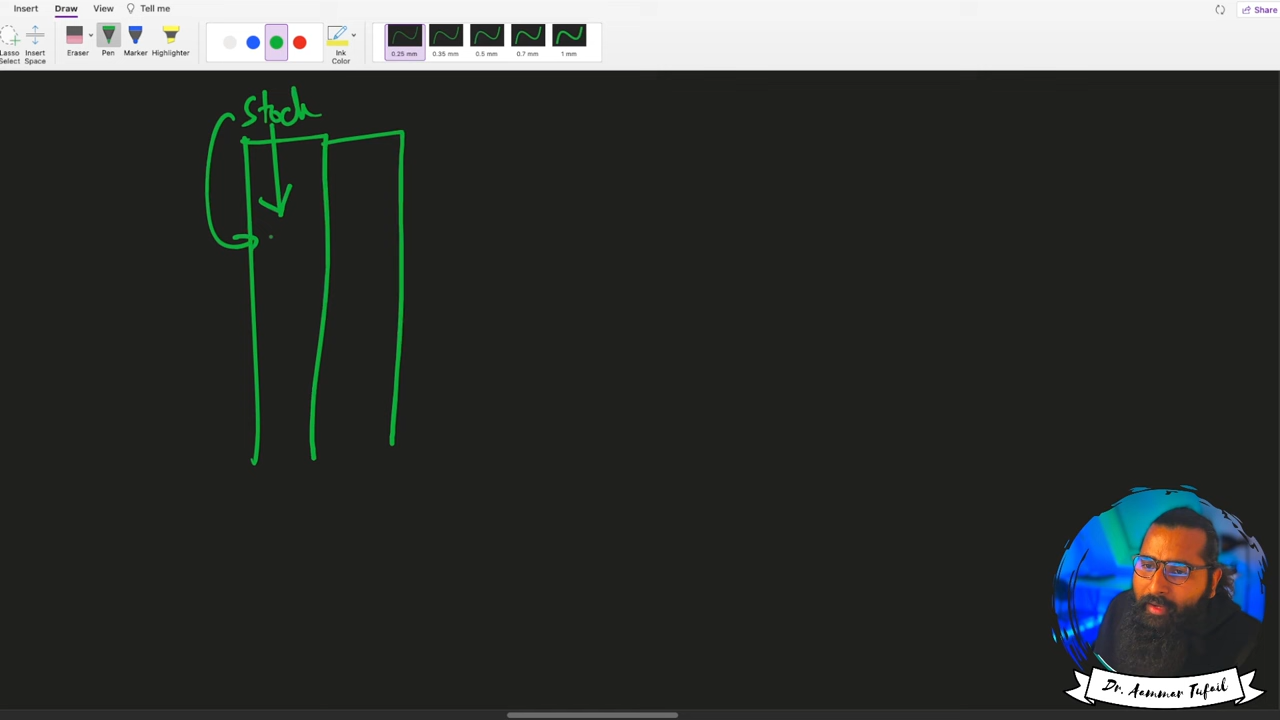 Insert Draw View Tell me Share
Lasso Select Insert Space Eraser Pen Marker Highlighter Ink Color 0.25 mm 0.35 mm 0.5 mm 0.7 mm 1 mm
Stock
Dr. Aammar Tufail